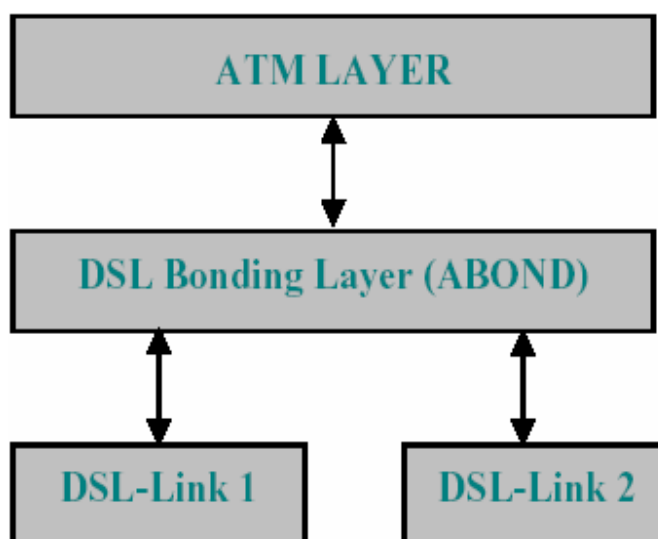 ATM LAYER
DSL Bonding Layer (ABOND)
DSL-Link 1
DSL-Link 2